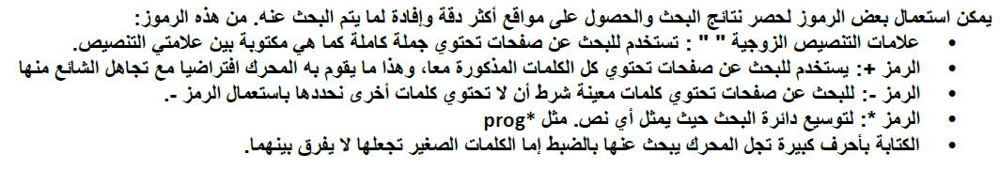 يمكن استعمال بعض الرموز لحصر نتائج البحث والحصول على مواقع أكثر دقة وإفادة لما يتم البحث عنه. من هذه الرموز:
• علامات التنصيص الزوجية " " : تستخدم للبحث عن صفحات تحتوي جملة كاملة كما هي مكتوبة بين علامتي التنصيص.
• الرمز +: يستخدم للبحث عن صفحات تحتوي كل الكلمات المذكورة معا، وهذا ما يقوم به المحرك افتراضيا مع تجاهل الشائع منها
• الرمز -: للبحث عن صفحات تحتوي كلمات معينة شرط أن لا تحتوي كلمات أخرى نحددها باستعمال الرمز -.
• الرمز *: لتوسيع دائرة البحث حيث يمثل أي نص. مثل *prog
• الكتابة بأحرف كبيرة تجل المحرك يبحث عنها بالضبط إما الكلمات الصغير تجعلها لا يفرق بينهما.